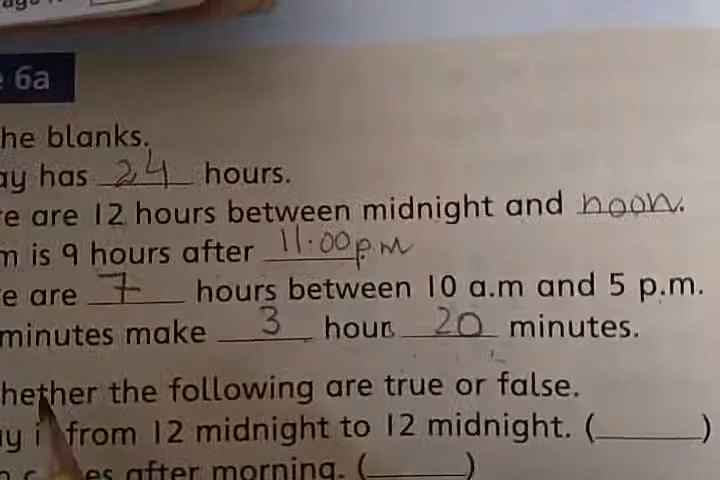 6a
he blanks.
ay has 24 hours.
e are 12 hours between midnight and noon.
m is 9 hours after 11:00 p.m
e are 7 hours between 10 a.m and 5 p.m.
minutes make 3 hour 20 minutes.
hether the following are true or false.
y i from 12 midnight to 12 midnight. (______)
es after morning. (______)